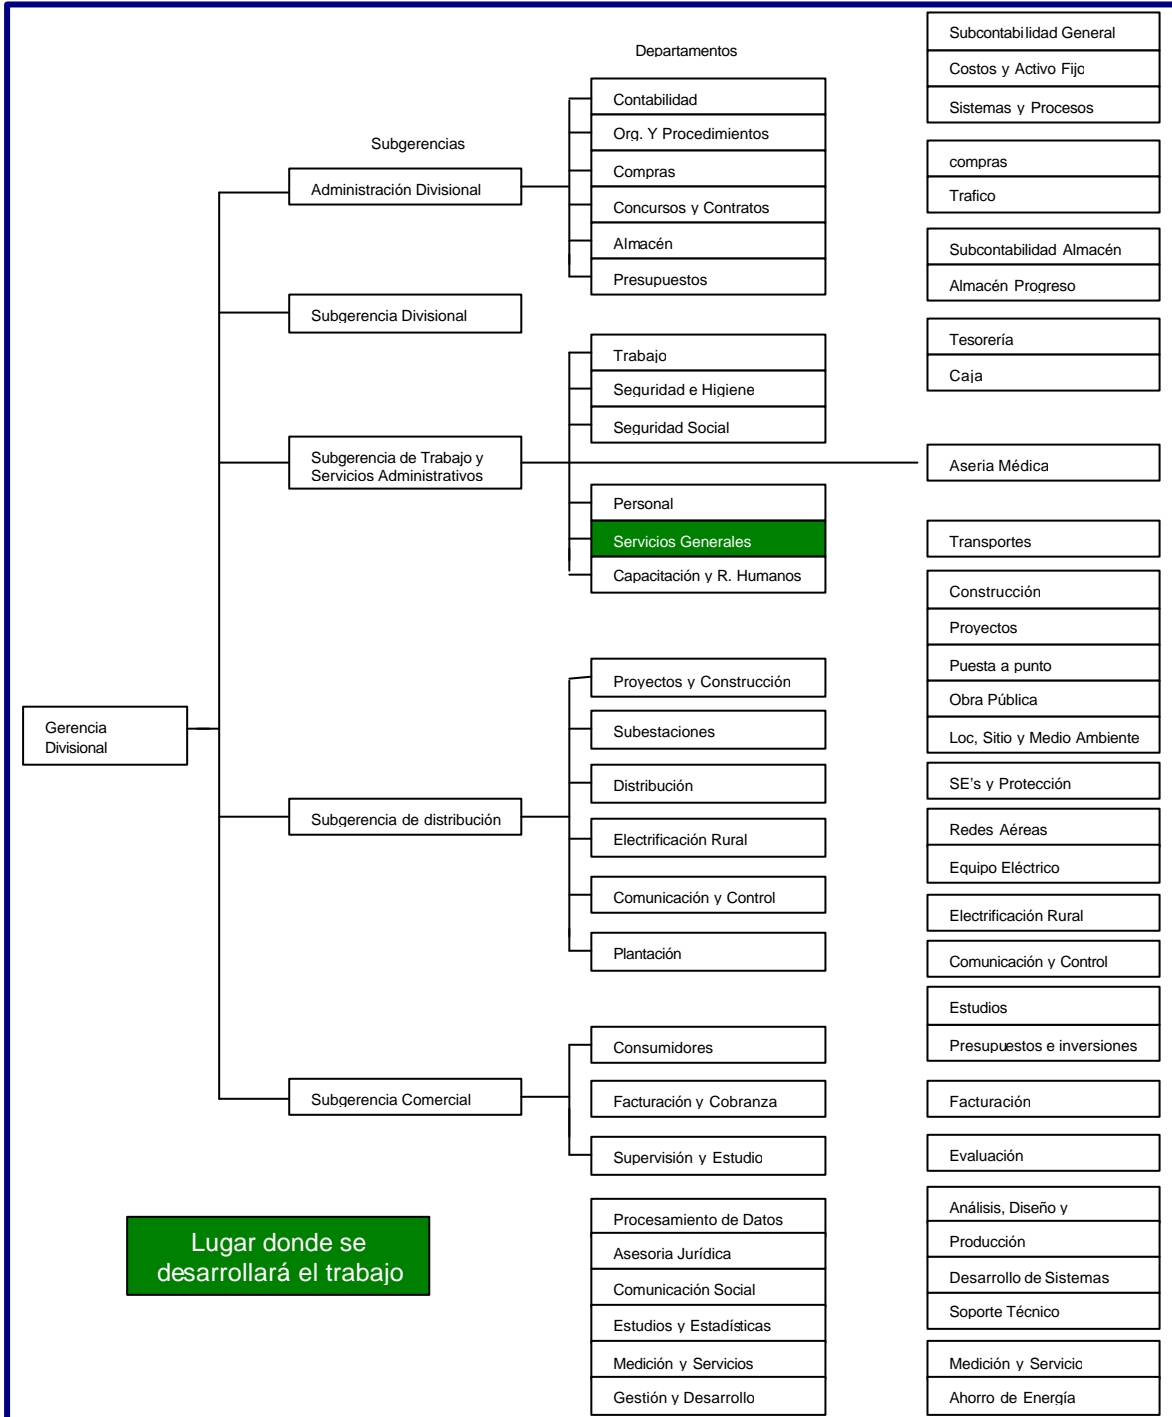 Departamentos
Subgerencias
Gerencia
Divisional
Administración Divisional
Subgerencia Divisional
Subgerencia de Trabajo y
Servicios Administrativos
Subgerencia de distribución
Subgerencia Comercial
Lugar donde se
desarrollará el trabajo
Contabilidad
Org. Y Procedimientos
Compras
Concursos y Contratos
Almacén
Presupuestos
Trabajo
Seguridad e Higiene
Seguridad Social
Personal
Servicios Generales
Capacitación y R. Humanos
Proyectos y Construcción
Subestaciones
Distribución
Electrificación Rural
Comunicación y Control
Plantación
Consumidores
Facturación y Cobranza
Supervisión y Estudio
Procesamiento de Datos
Asesoria Jurídica
Comunicación Social
Estudios y Estadísticas
Medición y Servicios
Gestión y Desarrollo
Subcontabilidad General
Costos y Activo Fijo
Sistemas y Procesos
compras
Trafico
Subcontabilidad Almacén
Almacén Progreso
Tesorería
Caja
Aseria Médica
Transportes
Construcción
Proyectos
Puesta a punto
Obra Pública
Loc, Sitio y Medio Ambiente
SE's y Protección
Redes Aéreas
Equipo Eléctrico
Electrificación Rural
Comunicación y Control
Estudios
Presupuestos e inversiones
Facturación
Evaluación
Análisis, Diseño y
Producción
Desarrollo de Sistemas
Soporte Técnico
Medición y Servicio
Ahorro de Energía